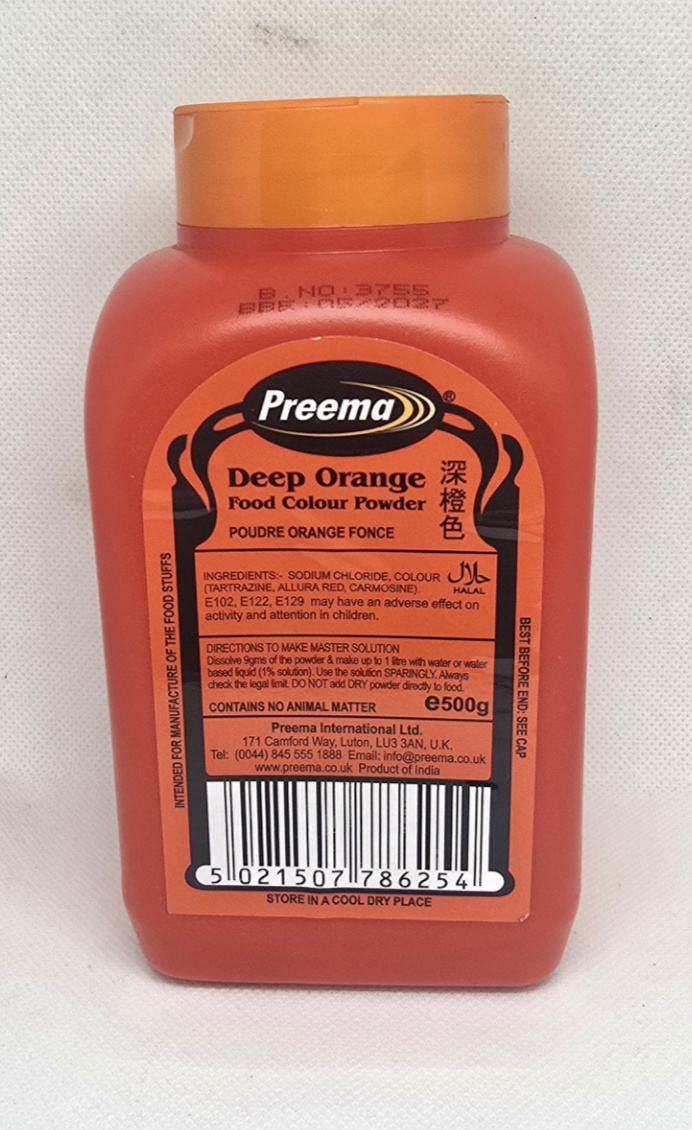 B. NO: 3755
BBE: 05/2027
Preema®
Deep Orange
Food Colour Powder
深橙色
POUDRE ORANGE FONCE
INGREDIENTS:- SODIUM CHLORIDE, COLOUR
(TARTRAZINE, ALLURA RED, CARMOSINE).
حلال
HALAL
E102, E122, E129 may have an adverse effect on
activity and attention in children.
DIRECTIONS TO MAKE MASTER SOLUTION
Dissolve 9gms of the powder & make up to 1 litre with water or water
based liquid (1% solution). Use the solution SPARINGLY. Always
check the legal limit. DO NOT add DRY powder directly to food.
CONTAINS NO ANIMAL MATTER
e500g
Preema International Ltd.
171 Camford Way, Luton, LU3 3AN, U.K.
Tel: (0044) 845 555 1888 Email: info@preema.co.uk
www.preema.co.uk Product of India
5 021507 786254
STORE IN A COOL DRY PLACE
INTENDED FOR MANUFACTURE OF THE FOOD STUFFS
BEST BEFORE END: SEE CAP